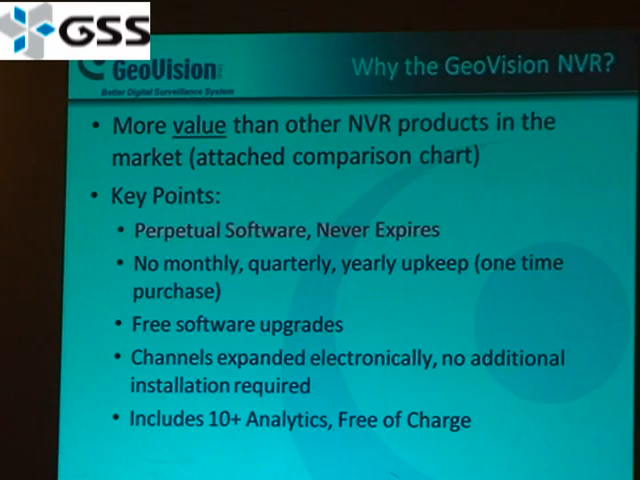 GSS
GeoVision
Why the GeoVision NVR?
Better Digital Surveillance System
• More value than other NVR products in the
market (attached comparison chart)
• Key Points:
• Perpetual Software, Never Expires
• No monthly, quarterly, yearly upkeep (one time
purchase)
• Free software upgrades
• Channels expanded electronically, no additional
installation required
• Includes 10+ Analytics, Free of Charge